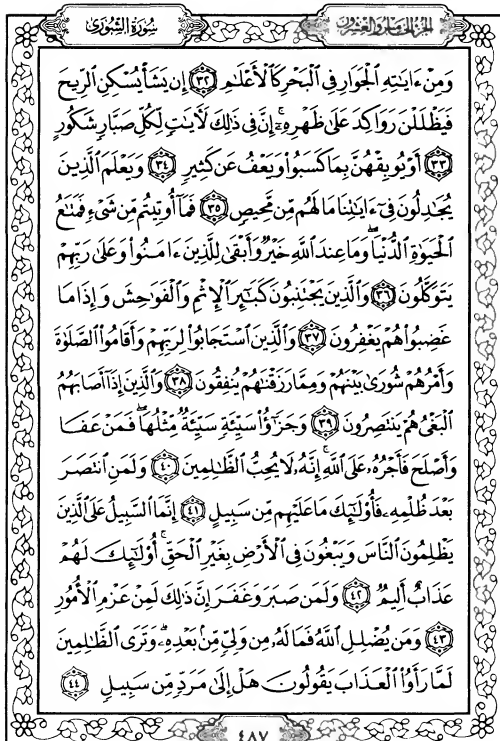 الجزء الخامس والعشرون سورة الشورى
وَمِنْ ءَايَٰتِهِ ٱلْجَوَارِ فِى ٱلْبَحْرِ كَٱلْأَعْلَٰمِ ٣٢ إِن يَشَأْ يُسْكِنِ ٱلرِّيحَ
فَيَظْلَلْنَ رَوَاكِدَ عَلَىٰ ظَهْرِهِۦٓ ۚ إِنَّ فِى ذَٰلِكَ لَءَايَٰتٍ لِّكُلِّ صَبَّارٍ شَكُورٍ
٣٣ أَوْ يُوبِقْهُنَّ بِمَا كَسَبُوا۟ وَيَعْفُ عَن كَثِيرٍ ٣٤ وَيَعْلَمَ ٱلَّذِينَ
يُجَٰدِلُونَ فِىٓ ءَايَٰتِنَا مَا لَهُم مِّن مَّحِيصٍ ٣٥ فَمَآ أُوتِيتُم مِّن شَىْءٍ فَمَتَٰعُ
ٱلْحَيَوٰةِ ٱلدُّنْيَا ۖ وَمَا عِندَ ٱللَّهِ خَيْرٌ وَأَبْقَىٰ لِلَّذِينَ ءَامَنُوا۟ وَعَلَىٰ رَبِّهِمْ
يَتَوَكَّلُونَ ٣٦ وَٱلَّذِينَ يَجْتَنِبُونَ كَبَٰٓئِرَ ٱلْإِثْمِ وَٱلْفَوَٰحِشَ وَإِذَا مَا
غَضِبُوا۟ هُمْ يَغْفِرُونَ ٣٧ وَٱلَّذِينَ ٱسْتَجَابُوا۟ لِرَبِّهِمْ وَأَقَامُوا۟ ٱلصَّلَوٰةَ
وَأَمْرُهُمْ شُورَىٰ بَيْنَهُمْ وَمِمَّا رَزَقْنَٰهُمْ يُنفِقُونَ ٣٨ وَٱلَّذِينَ إِذَآ أَصَابَهُمُ
ٱلْبَغْىُ هُمْ يَنتَصِرُونَ ٣٩ وَجَزَٰٓؤُا۟ سَيِّئَةٍ سَيِّئَةٌ مِّثْلُهَا ۖ فَمَنْ عَفَا
وَأَصْلَحَ فَأَجْرُهُۥ عَلَى ٱللَّهِ ۚ إِنَّهُۥ لَا يُحِبُّ ٱلظَّٰلِمِينَ ٤٠ وَلَمَنِ ٱنتَصَرَ
بَعْدَ ظُلْمِهِۦ فَأُو۟لَٰٓئِكَ مَا عَلَيْهِم مِّن سَبِيلٍ ٤١ إِنَّمَا ٱلسَّبِيلُ عَلَى ٱلَّذِينَ
يَظْلِمُونَ ٱلنَّاسَ وَيَبْغُونَ فِى ٱلْأَرْضِ بِغَيْرِ ٱلْحَقِّ ۚ أُو۟لَٰٓئِكَ لَهُمْ
عَذَابٌ أَلِيمٌ ٤٢ وَلَمَن صَبَرَ وَغَفَرَ إِنَّ ذَٰلِكَ لَمِنْ عَزْمِ ٱلْأُمُورِ
٤٣ وَمَن يُضْلِلِ ٱللَّهُ فَمَا لَهُۥ مِن وَلِىٍّ مِّنۢ بَعْدِهِۦ ۗ وَتَرَى ٱلظَّٰلِمِينَ
لَمَّا رَأَوُا۟ ٱلْعَذَابَ يَقُولُونَ هَلْ إِلَىٰ مَرَدٍّ مِّن سَبِيلٍ ٤٤
٤٨٧